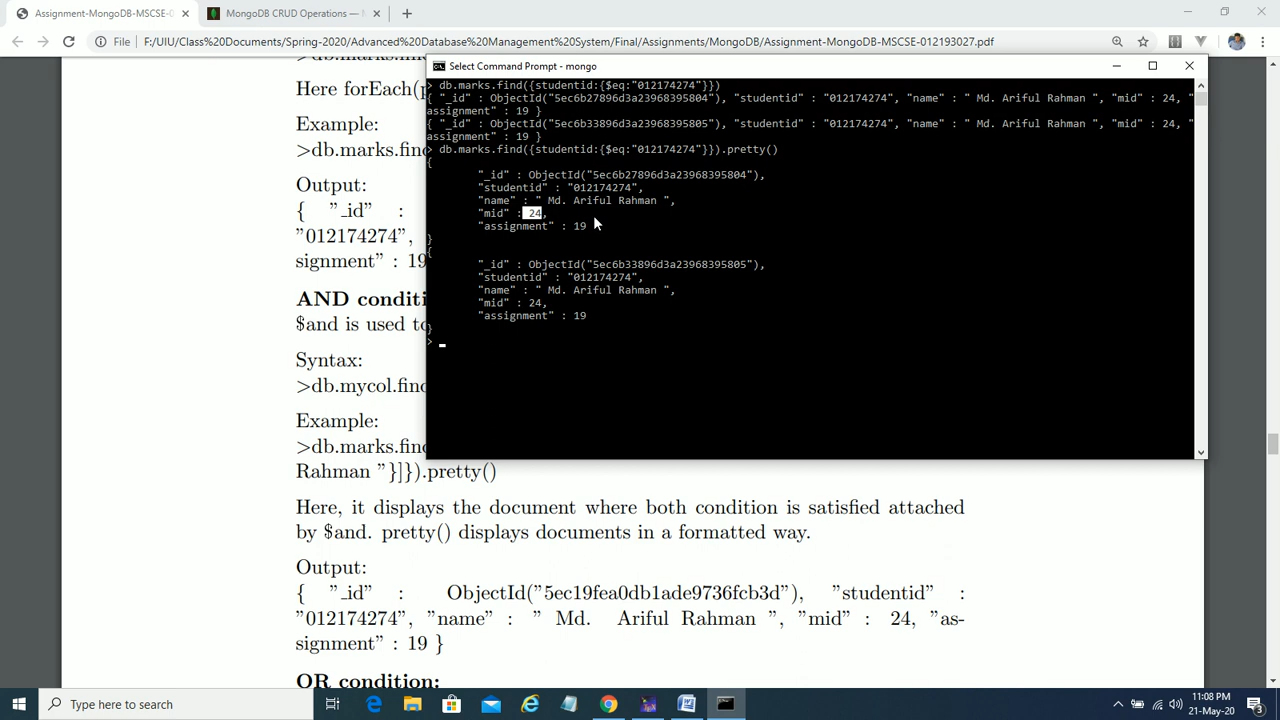 Assignment-MongoDB-MSCSE-0
MongoDB CRUD Operations —
File F:/UIU/Class%20Documents/Spring-2020/Advanced%20Database%20Management%20System/Final/Assignments/MongoDB/Assignment-MongoDB-MSCSE-012193027.pdf
Here forEach(p
Example:
>db.marks.find
Output:
{ "_id" :
"012174274",
signment" : 19
AND conditio
$and is used to
Syntax:
>db.mycol.find
Example:
>db.marks.find
Rahman "}]}).pretty()
Here, it displays the document where both condition is satisfied attached
by $and. pretty() displays documents in a formatted way.
Output:
{ "_id" : ObjectId("5ec19fea0db1ade9736fcb3d"), "studentid" :
"012174274", "name" : " Md. Ariful Rahman ", "mid" : 24, "as-
signment" : 19 }
OR condition:
Select Command Prompt - mongo
> db.marks.find({studentid:{$eq:"012174274"}})
{ "_id" : ObjectId("5ec6b27896d3a23968395804"), "studentid" : "012174274", "name" : " Md. Ariful Rahman ", "mid" : 24, "
assignment" : 19 }
{ "_id" : ObjectId("5ec6b33896d3a23968395805"), "studentid" : "012174274", "name" : " Md. Ariful Rahman ", "mid" : 24, "
assignment" : 19 }
> db.marks.find({studentid:{$eq:"012174274"}}).pretty()
{
"_id" : ObjectId("5ec6b27896d3a23968395804"),
"studentid" : "012174274",
"name" : " Md. Ariful Rahman ",
"mid" : 24,
"assignment" : 19
}
{
"_id" : ObjectId("5ec6b33896d3a23968395805"),
"studentid" : "012174274",
"name" : " Md. Ariful Rahman ",
"mid" : 24,
"assignment" : 19
}
>
Type here to search
11:08 PM
21-May-20
3